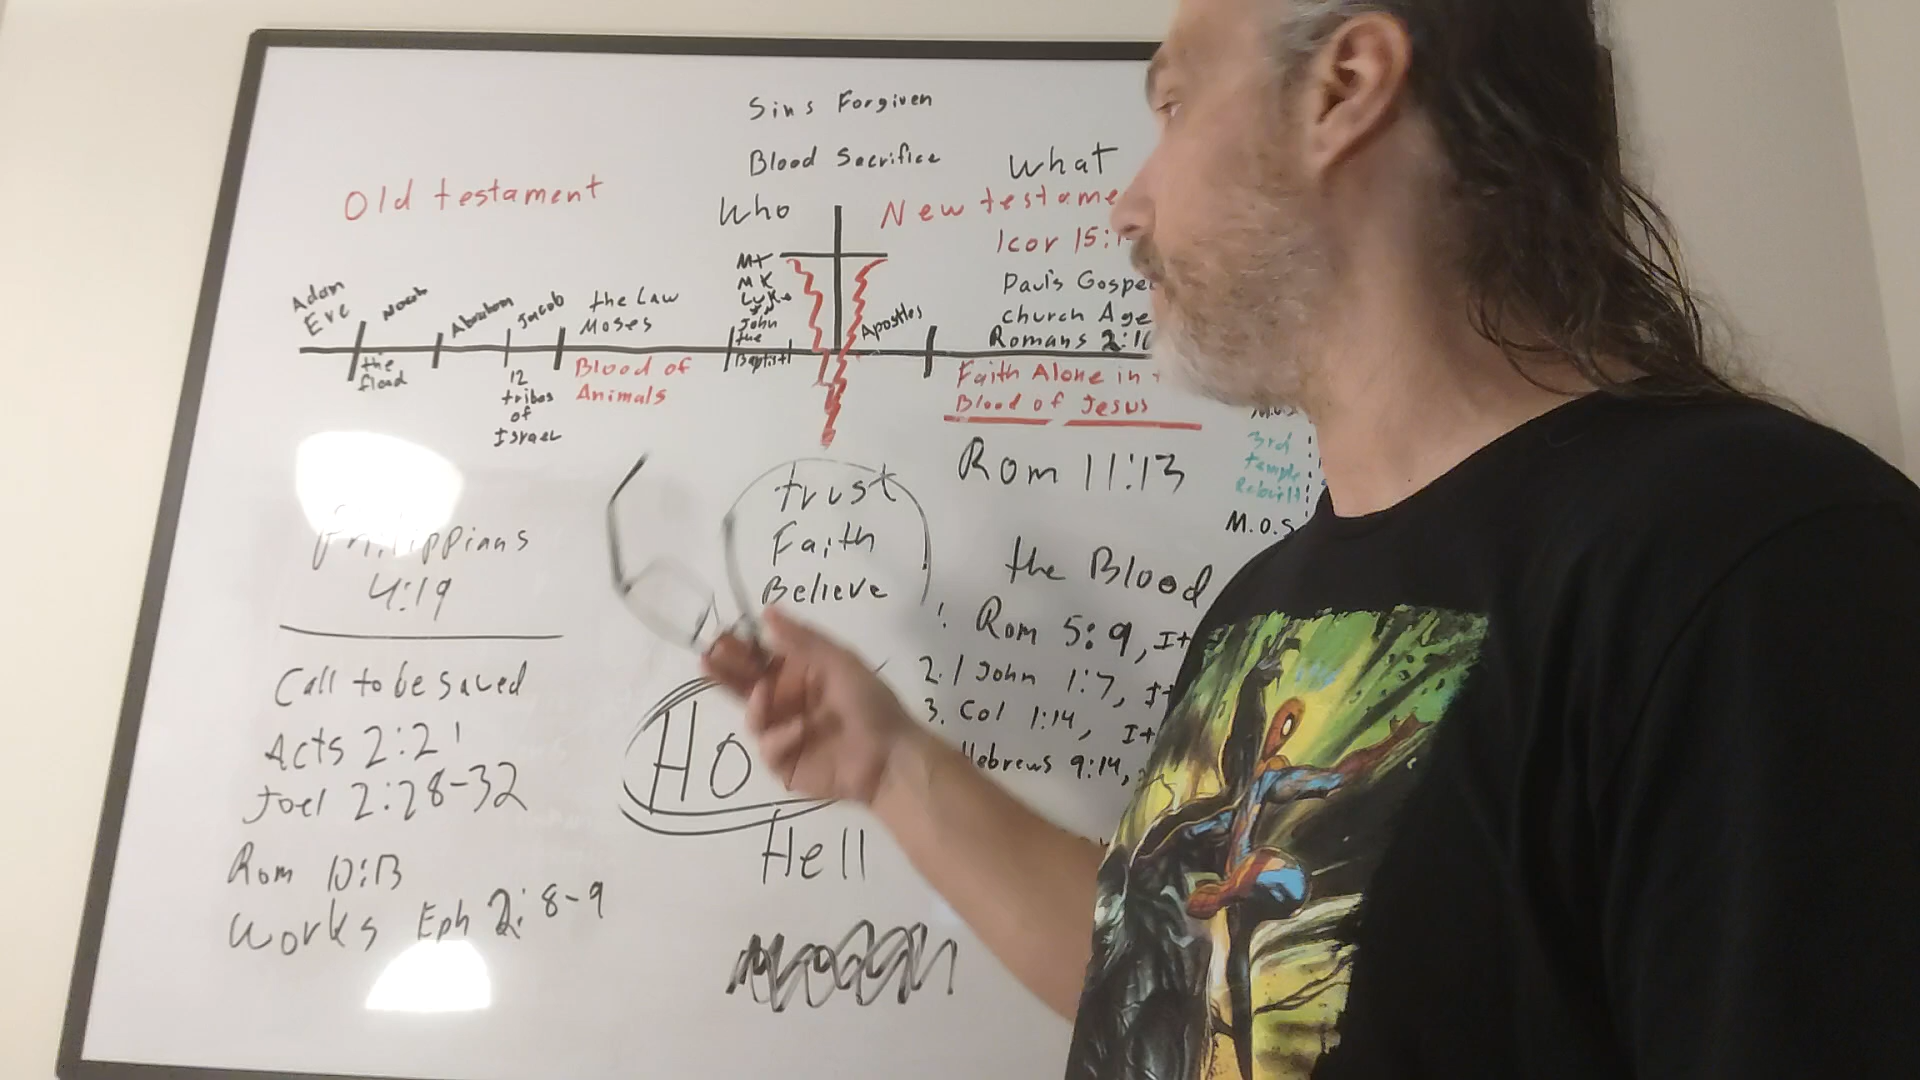 Sins Forgiven
Blood Sacrifice
Old testament
Who
What
New testame
1cor 15:1
Paul's Gospe
Church Age
Romans 2:16
Adam
Eve
Noah
the
flood
Abraham
Jacob
12
tribes
of
Israel
the Law
Moses
Blood of
Animals
MT
MK
Luke
John
the
Baptist
Apostles
Faith Alone in
Blood of Jesus
Rom 11:13
3rd
temple
Rebuilt
M.O.S
Philippians
4:19
Call to be saved
Acts 2:21
Joel 2:28-32
Rom 10:13
Works Eph 2:8-9
trust
Faith
Believe
Ho
Hell
the Blood
Rom 5:9, It
2. 1 John 1:7, It
3. Col 1:14, It
Hebrews 9:14,